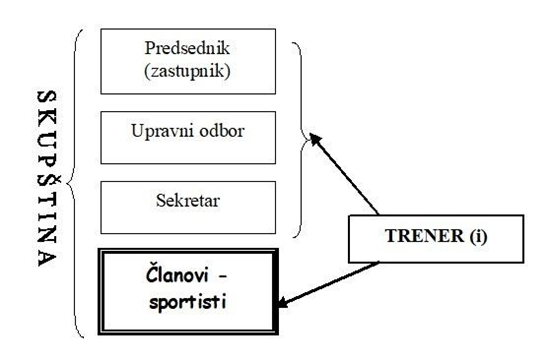 SKUPŠTINA
Predsednik
(zastupnik)
Upravni odbor
Sekretar
Članovi -
sportisti
TRENER (i)